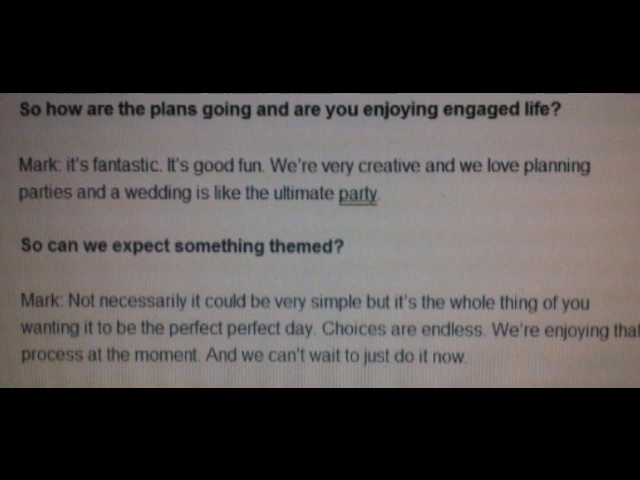 So how are the plans going and are you enjoying engaged life?
Mark: it's fantastic. It's good fun. We're very creative and we love planning
parties and a wedding is like the ultimate party.
So can we expect something themed?
Mark: Not necessarily it could be very simple but it's the whole thing of you
wanting it to be the perfect perfect day. Choices are endless. We're enjoying that
process at the moment. And we can't wait to just do it now.